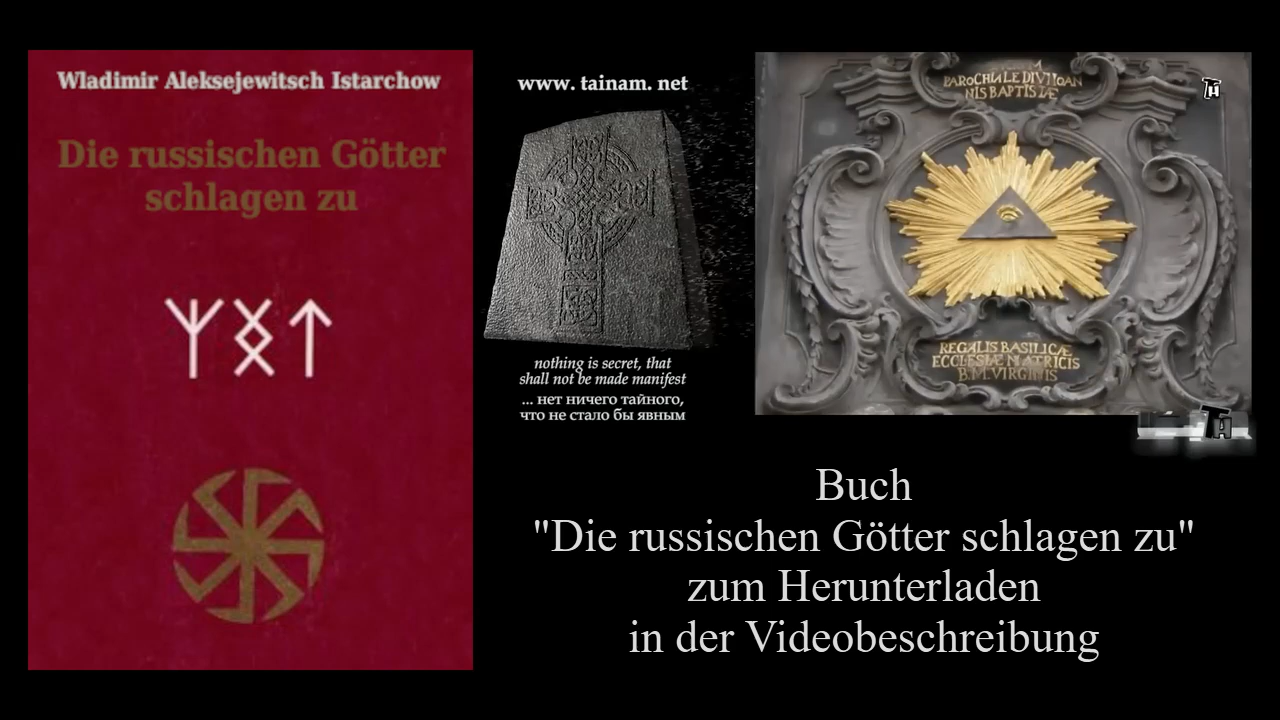 Wladimir Aleksejewitsch Istarchow
Die russischen Götter
schlagen zu
ᛉᛝᛏ
www. tainam. net
nothing is secret, that
shall not be made manifest
... нет ничего тайного,
что не стало бы явным
PAROCHIALE DIVI IOAN
NIS BAPTISTÆ
REGALIS BASILICÆ
ECCLESIÆ MATRICIS
B.M. VIRGINIS
Buch
"Die russischen Götter schlagen zu"
zum Herunterladen
in der Videobeschreibung